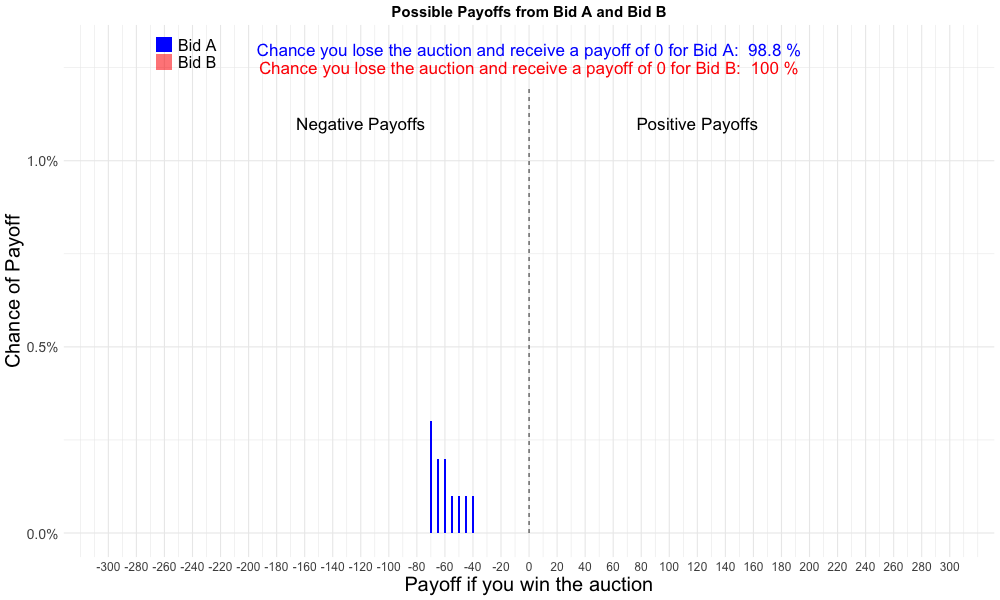 Possible Payoffs from Bid A and Bid B
Bid A
Bid B
Chance you lose the auction and receive a payoff of 0 for Bid A:  98.8 %
Chance you lose the auction and receive a payoff of 0 for Bid B:  100 %
Negative Payoffs
Positive Payoffs
Chance of Payoff
1.0%
0.5%
0.0%
-300 -280 -260 -240 -220 -200 -180 -160 -140 -120 -100 -80 -60 -40 -20 0 20 40 60 80 100 120 140 160 180 200 220 240 260 280 300
Payoff if you win the auction